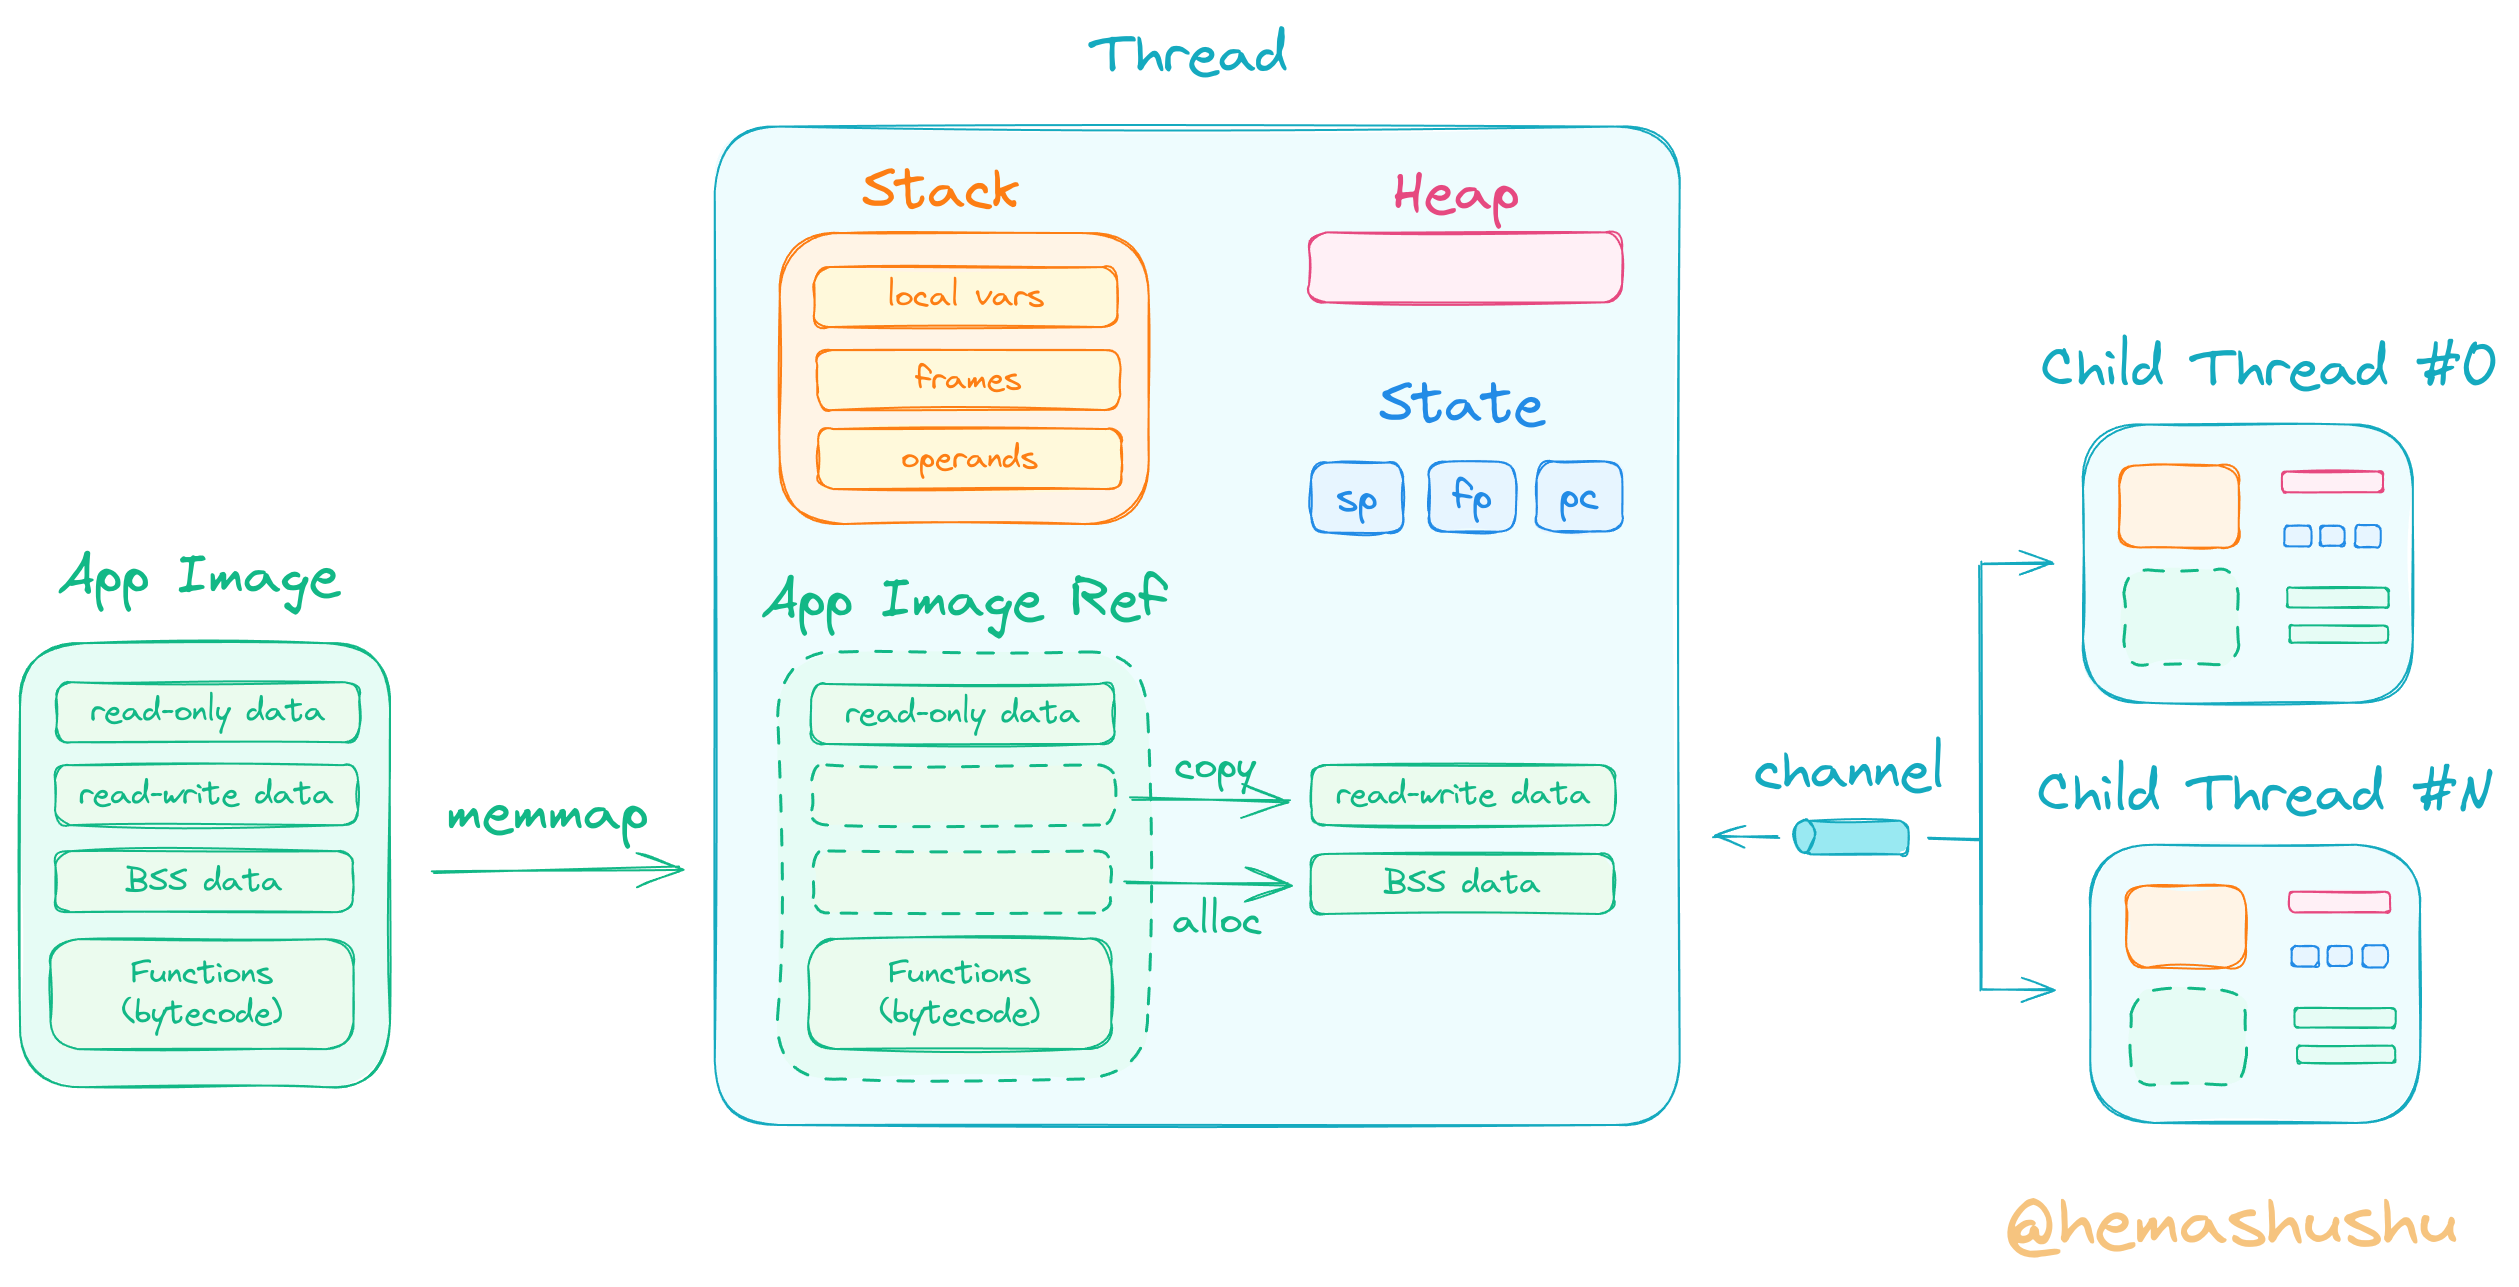 Thread
Stack
local vars
frames
operands
Heap
State
sp
fp
pc
App Image
read-only data
read-write data
BSS data
Functions
(bytecode)
memmap
App Image Ref
read-only data
copy
read-write data
alloc
BSS data
Functions
(bytecode)
channel
Child Thread #0
Child Thread #N
@hemashushu